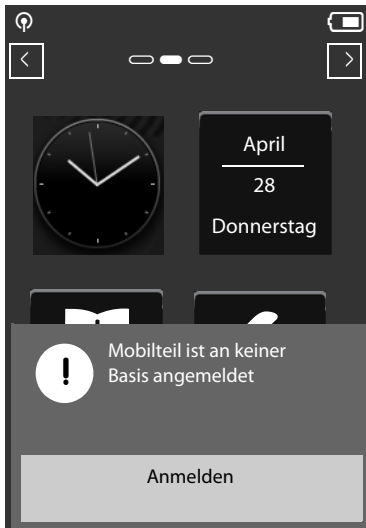 April
28
Donnerstag
Mobilteil ist an keiner
Basis angemeldet
Anmelden